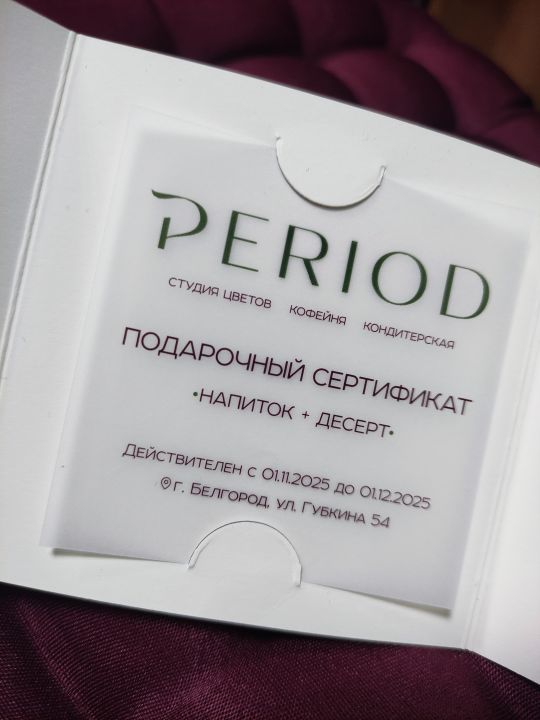 PERIOD
СТУДИЯ ЦВЕТОВ КОФЕЙНЯ КОНДИТЕРСКАЯ
ПОДАРОЧНЫЙ СЕРТИФИКАТ
•НАПИТОК + ДЕСЕРТ•
ДЕЙСТВИТЕЛЕН С 01.11.2025 ДО 01.12.2025
Г. БЕЛГОРОД, УЛ. ГУБКИНА 54